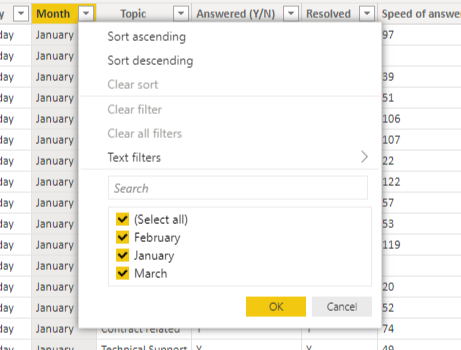 y Month Topic Answered (Y/N) Resolved Speed of answer
day January Sort ascending 97
day January Sort descending
day January Clear sort 39
day January 51
day January Clear filter 106
day January Clear all filters 107
day January Text filters 22
day January 122
day January Search 57
day January (Select all) 53
day January February 119
day January January
day January March 20
day January OK Cancel 52
day January Contract related Y Y 74
day January Technical Support Y Y 49